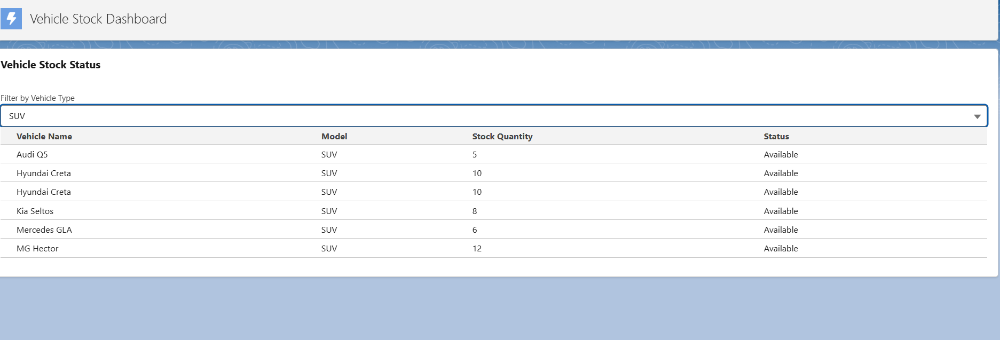 Vehicle Stock Dashboard
Vehicle Stock Status
Filter by Vehicle Type
SUV
Vehicle Name Model Stock Quantity Status
Audi Q5 SUV 5 Available
Hyundai Creta SUV 10 Available
Hyundai Creta SUV 10 Available
Kia Seltos SUV 8 Available
Mercedes GLA SUV 6 Available
MG Hector SUV 12 Available